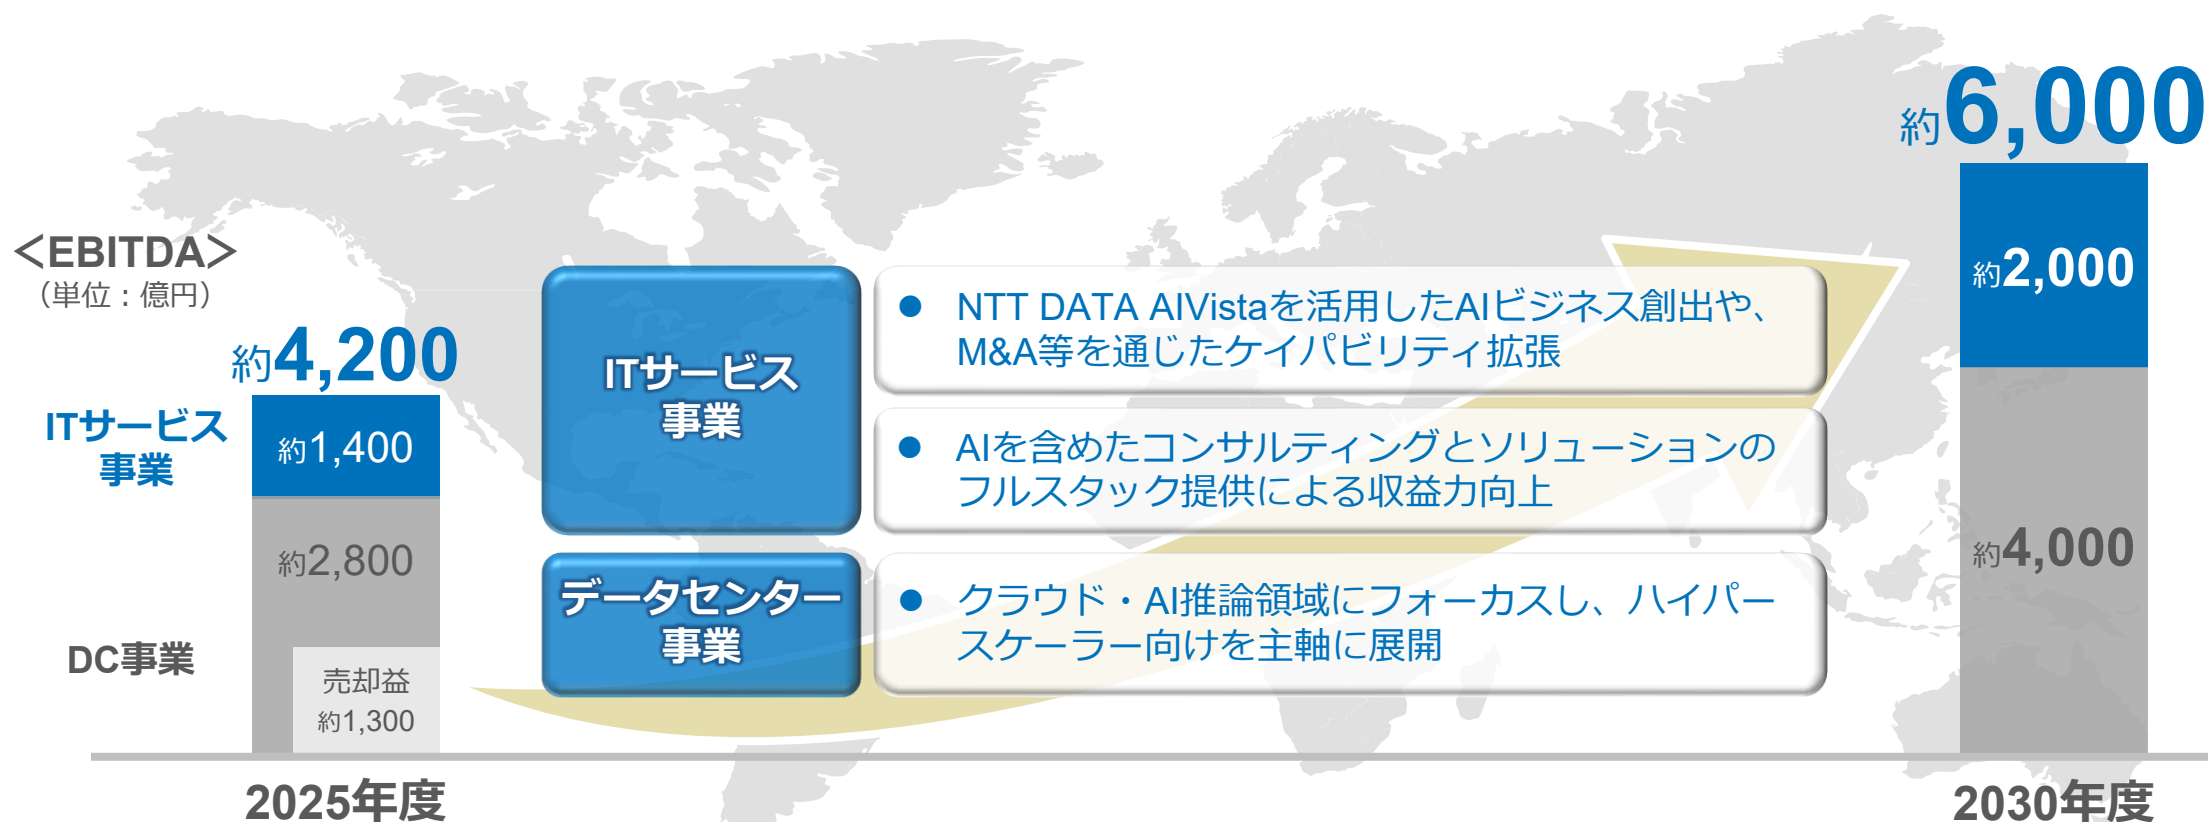 <EBITDA>
（単位：億円）
約4,200
ITサービス
事業
約1,400
約2,800
DC事業
売却益
約1,300
2025年度
ITサービス
事業
● NTT DATA AIVistaを活用したAIビジネス創出や、
M&A等を通じたケイパビリティ拡張
● AIを含めたコンサルティングとソリューションの
フルスタック提供による収益力向上
データセンター
事業
● クラウド・AI推論領域にフォーカスし、ハイパー
スケーラー向けを主軸に展開
約6,000
約2,000
約4,000
2030年度